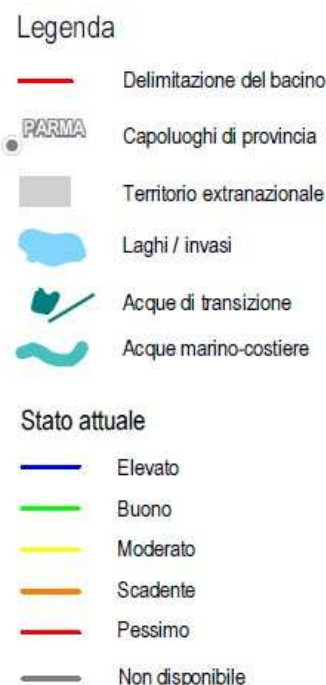 Legenda
Delimitazione del bacino
PARMA
Capoluoghi di provincia
Territorio extranazionale
Laghi / invasi
Acque di transizione
Acque marino-costiere
Stato attuale
Elevato
Buono
Moderato
Scadente
Pessimo
Non disponibile